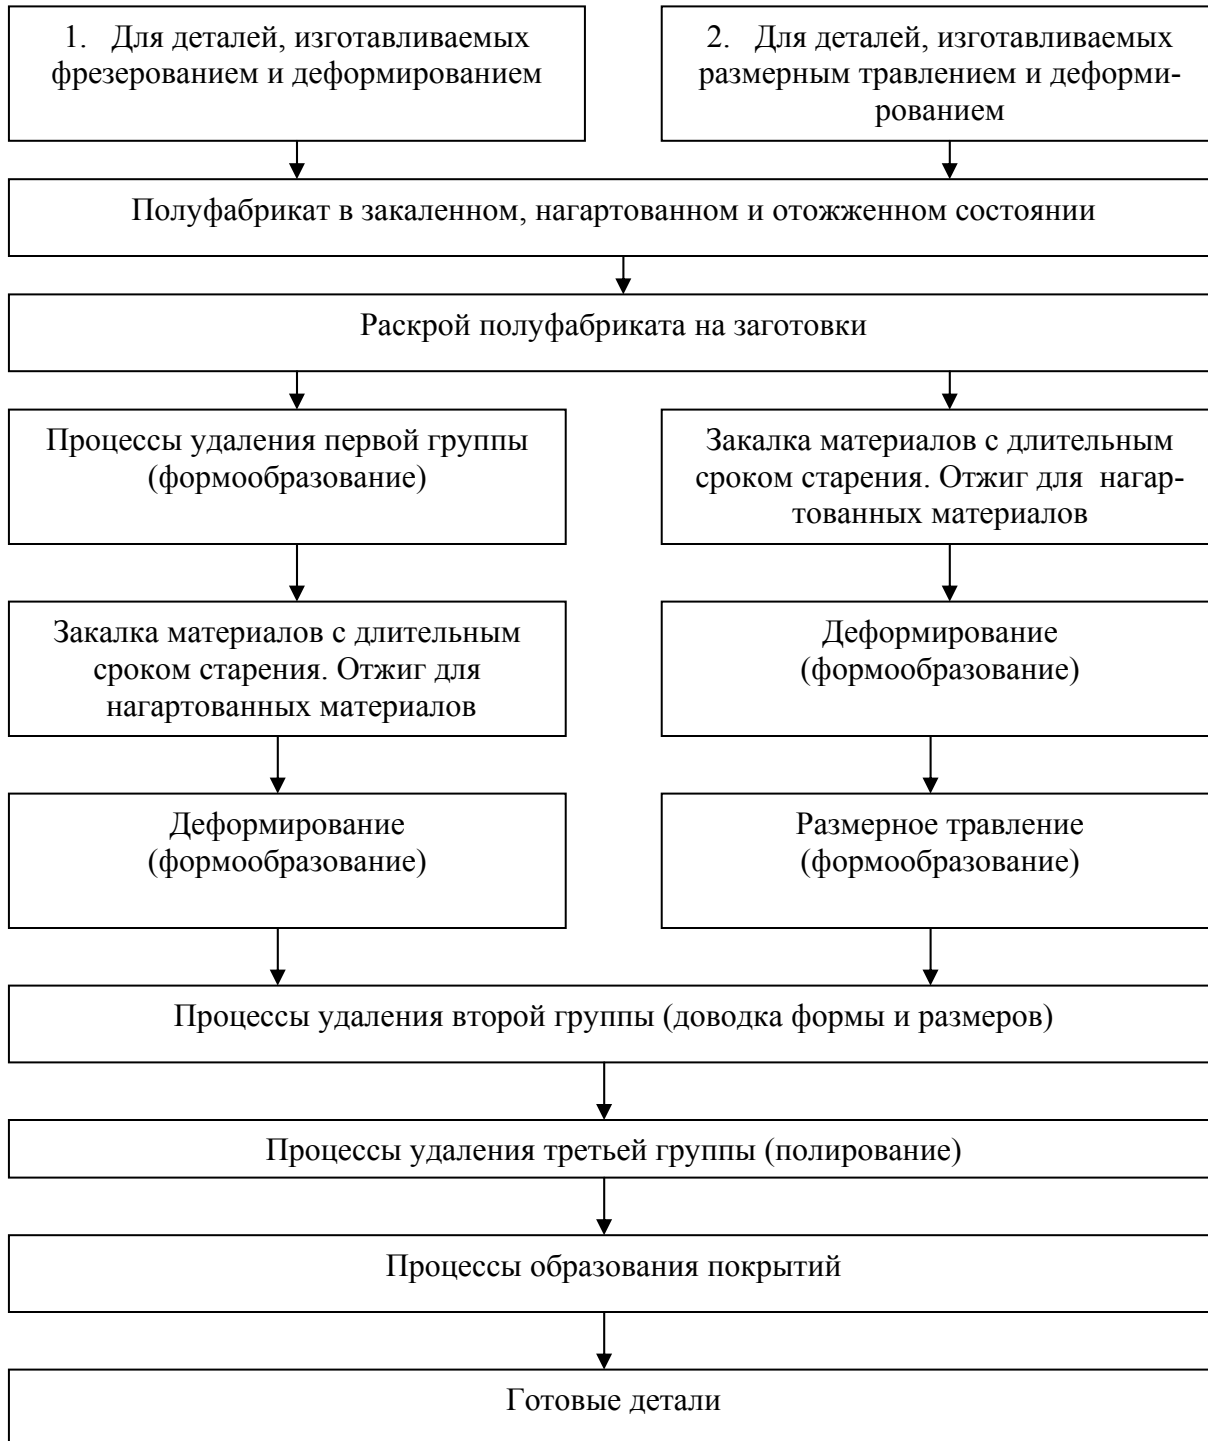 1. Для деталей, изготавливаемых
фрезерованием и деформированием
2. Для деталей, изготавливаемых
размерным травлением и деформи-
рованием
Полуфабрикат в закаленном, нагартованном и отожженном состоянии
Раскрой полуфабриката на заготовки
Процессы удаления первой группы
(формообразование)
Закалка материалов с длительным
сроком старения. Отжиг для нагар-
тованных материалов
Закалка материалов с длительным
сроком старения. Отжиг для
нагартованных материалов
Деформирование
(формообразование)
Деформирование
(формообразование)
Размерное травление
(формообразование)
Процессы удаления второй группы (доводка формы и размеров)
Процессы удаления третьей группы (полирование)
Процессы образования покрытий
Готовые детали